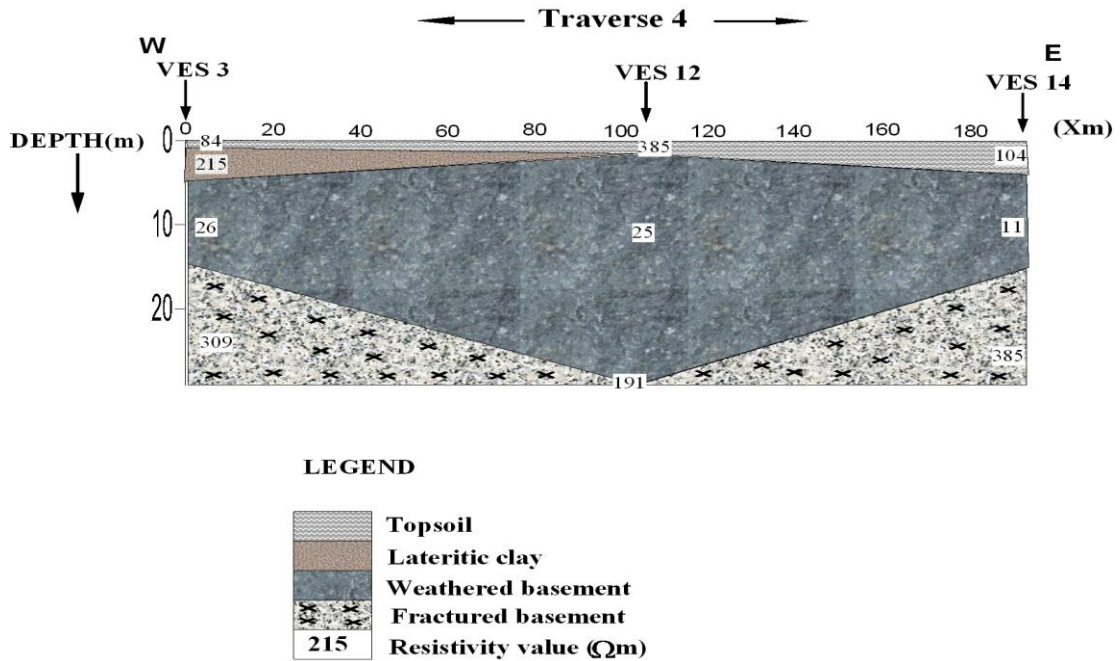 Traverse 4
W
E
VES 3
VES 12
VES 14
DEPTH(m)
0 20 40 60 80 100 120 140 160 180
(Xm)
0
84
385
215
104
10
26
25
11
20
309
385
191
LEGEND
Topsoil
Lateritic clay
Weathered basement
Fractured basement
215 Resistivity value (Ωm)